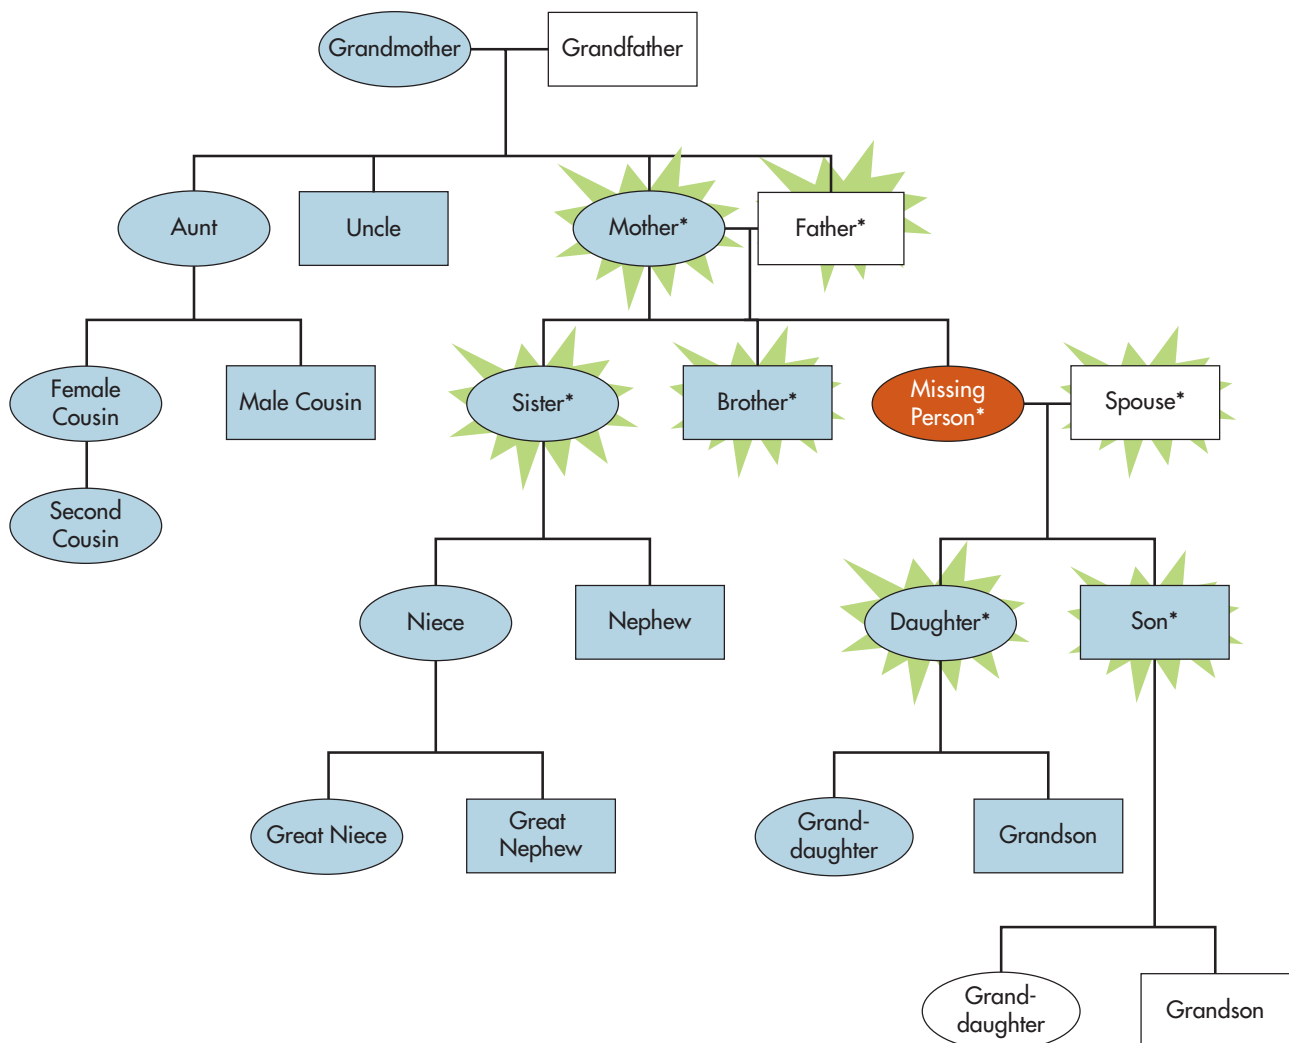 Grandmother
Grandfather
Aunt
Uncle
Mother*
Father*
Female
Cousin
Male Cousin
Sister*
Brother*
Missing
Person*
Spouse*
Second
Cousin
Niece
Nephew
Daughter*
Son*
Great Niece
Great
Nephew
Grand-
daughter
Grandson
Grand-
daughter
Grandson